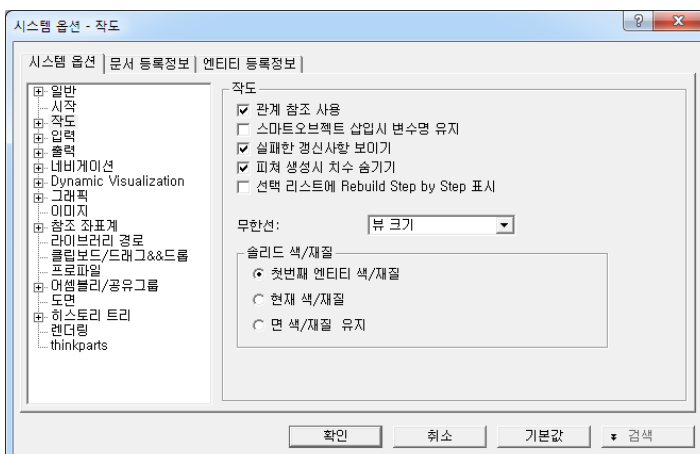 시스템 옵션 - 작도
시스템 옵션 문서 등록정보 엔티티 등록정보
일반
시작
작도
입력
출력
네비게이션
Dynamic Visualization
그래픽
이미지
참조 좌표계
라이브러리 경로
클립보드/드래그&&드롭
프로파일
어셈블리/공유그룹
도면
히스토리 트리
렌더링
thinkparts
작도
관계 참조 사용
스마트오브젝트 삽입시 변수명 유지
실패한 갱신사항 보이기
피쳐 생성시 치수 숨기기
선택 리스트에 Rebuild Step by Step 표시
무한선: 뷰 크기
솔리드 색/재질
첫번째 엔티티 색/재질
현재 색/재질
면 색/재질 유지
확인 취소 기본값 검색